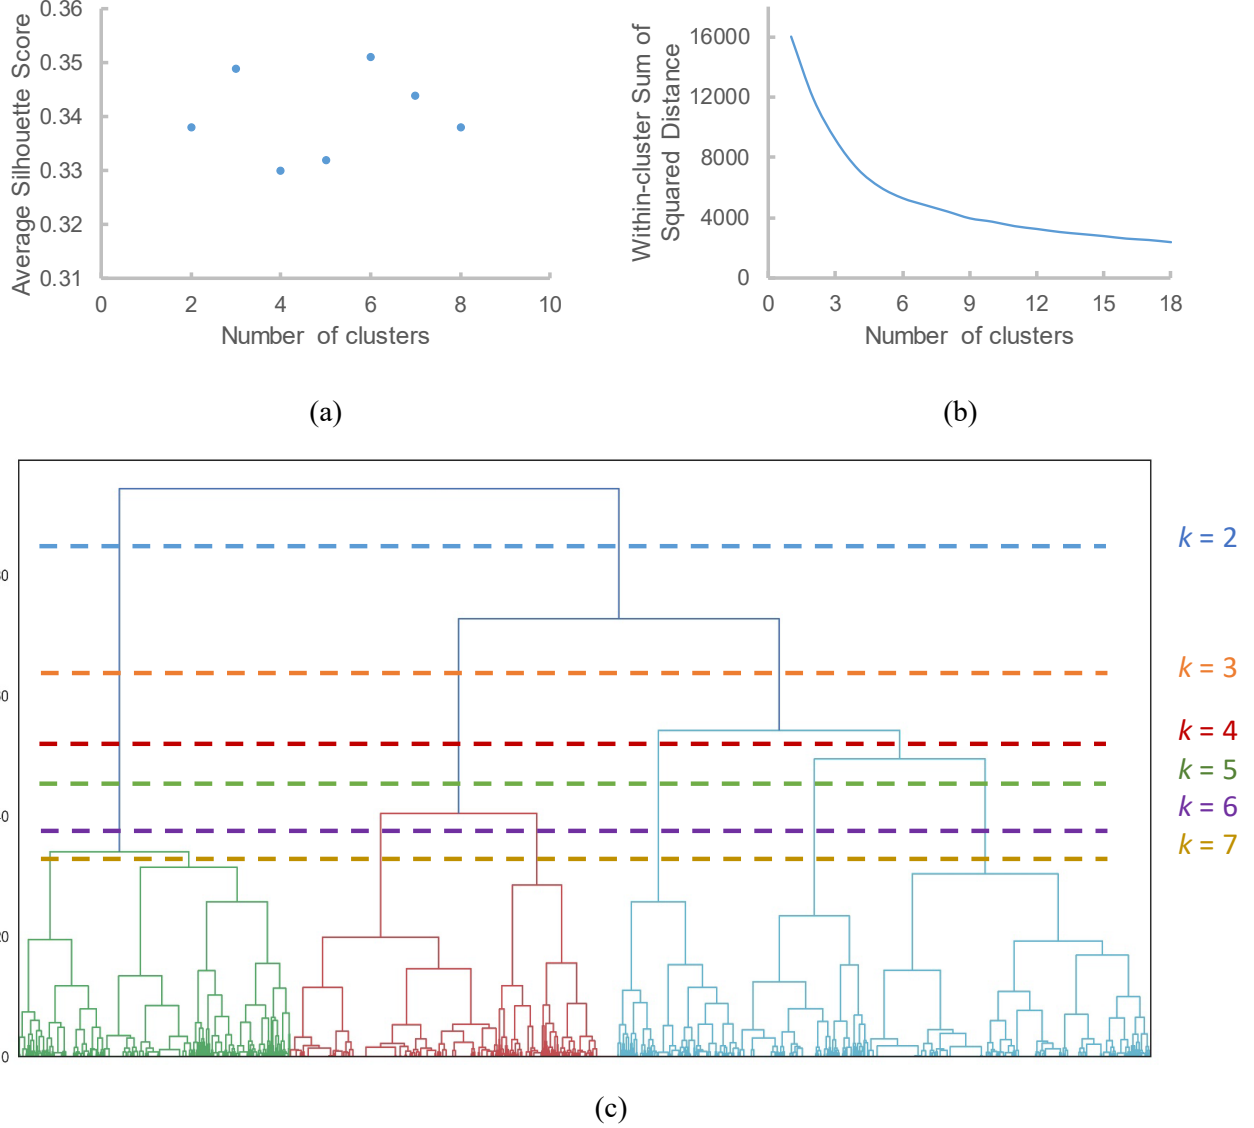 Average Silhouette Score
0.36
0.35
0.34
0.33
0.32
0.31
0 2 4 6 8 10
Number of clusters
(a)
Within-cluster Sum of
Squared Distance
16000
12000
8000
4000
0
0 3 6 9 12 15 18
Number of clusters
(b)
k = 2
k = 3
k = 4
k = 5
k = 6
k = 7
0
(c)